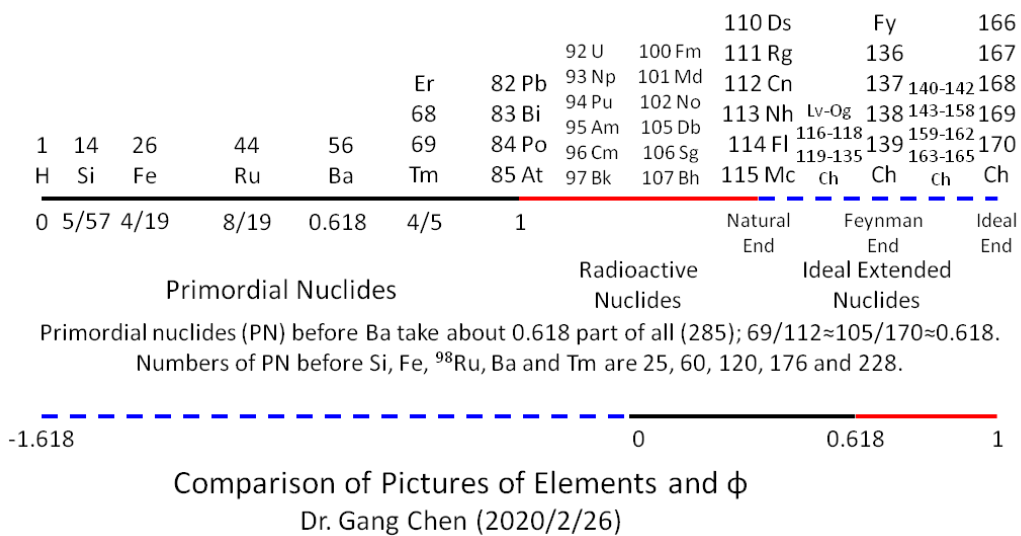 110 Ds Fy 166
92 U 100 Fm 111 Rg 136 167
Er 82 Pb 93 Np 101 Md 112 Cn 137 140-142 168
68 83 Bi 94 Pu 102 No 113 Nh Lv-Og 138 143-158 169
1 14 26 44 56 69 84 Po 95 Am 105 Db 114 Fl 116-118 139 159-162 170
96 Cm 106 Sg 119-135 163-165
H Si Fe Ru Ba Tm 85 At 97 Bk 107 Bh 115 Mc Ch Ch Ch Ch
0 5/57 4/19 8/19 0.618 4/5 1 Natural End Feynman End Ideal End
Primordial Nuclides
Radioactive
Nuclides
Ideal Extended
Nuclides
Primordial nuclides (PN) before Ba take about 0.618 part of all (285); 69/112≈105/170≈0.618.
Numbers of PN before Si, Fe, ⁹⁸Ru, Ba and Tm are 25, 60, 120, 176 and 228.
-1.618 0 0.618 1
Comparison of Pictures of Elements and ϕ
Dr. Gang Chen (2020/2/26)